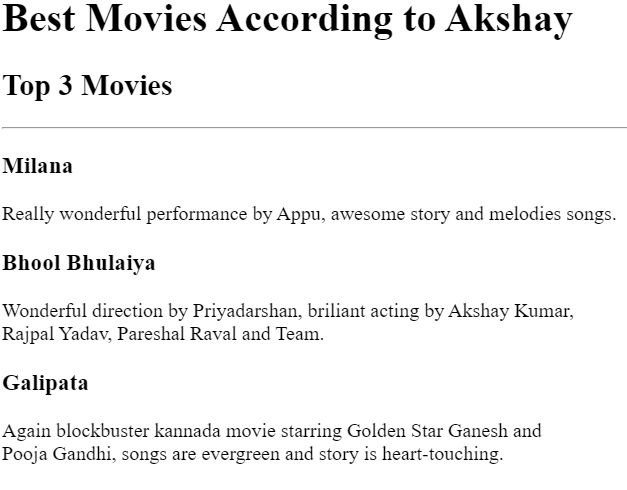 Best Movies According to Akshay
Top 3 Movies
Milana
Really wonderful performance by Appu, awesome story and melodies songs.
Bhool Bhulaiya
Wonderful direction by Priyadarshan, briliant acting by Akshay Kumar,
Rajpal Yadav, Pareshal Raval and Team.
Galipata
Again blockbuster kannada movie starring Golden Star Ganesh and
Pooja Gandhi, songs are evergreen and story is heart-touching.